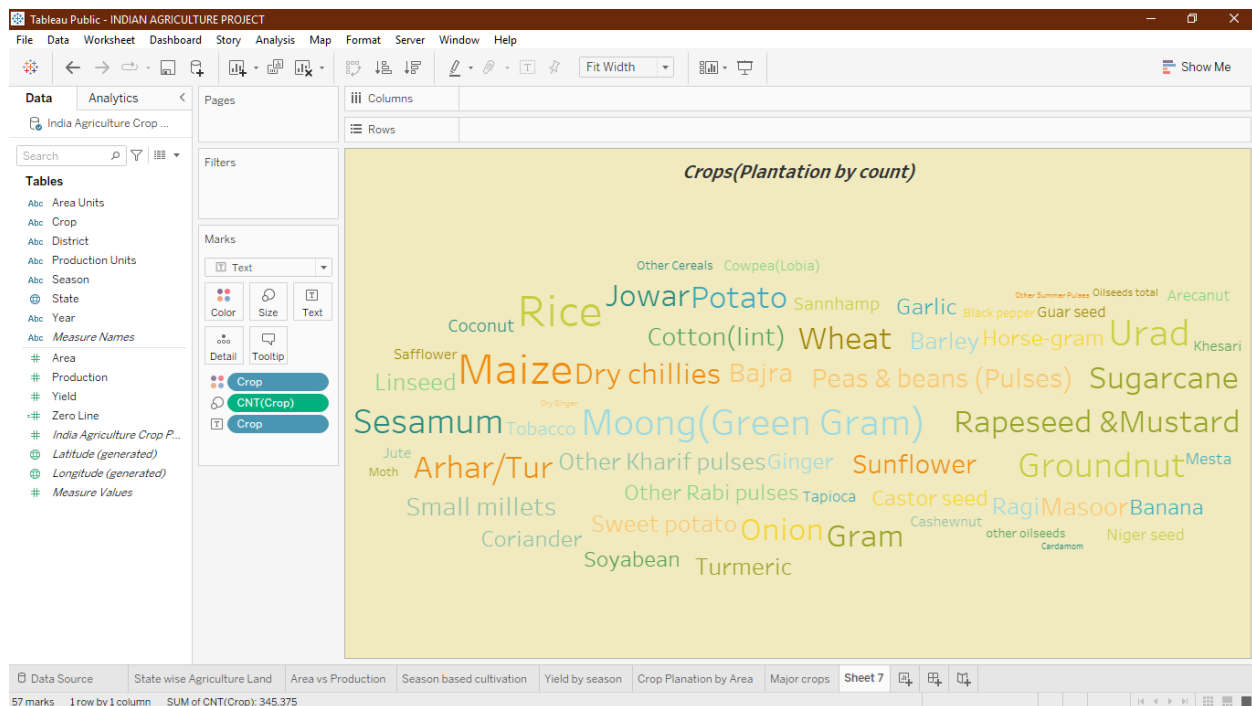 Tableau Public - INDIAN AGRICULTURE PROJECT
File Data Worksheet Dashboard Story Analysis Map Format Server Window Help
Fit Width
Show Me
Data Analytics
India Agriculture Crop ...
Search
Tables
Abc Area Units
Abc Crop
Abc District
Abc Production Units
Abc Season
State
Abc Year
Abc Measure Names
# Area
# Production
# Yield
=# Zero Line
# India Agriculture Crop P...
Latitude (generated)
Longitude (generated)
# Measure Values
Pages
Filters
Marks
Text
Color Size Text
Detail Tooltip
Crop
CNT(Crop)
Crop
Columns
Rows
Crops(Plantation by count)
Other Cereals Cowpea(Lobia)
Coconut Rice Jowar Potato Sannhamp Garlic Black pepper Other Summer Pulses Oilseeds total Guar seed Arecanut
Safflower Cotton(lint) Wheat Barley Horse-gram Urad Khesari
Linseed Maize Dry chillies Bajra Peas & beans (Pulses) Sugarcane
Dry Ginger
Sesamum Tobacco Moong(Green Gram) Rapeseed &Mustard
Jute
Moth Arhar/Tur Other Kharif pulses Ginger Sunflower Groundnut Mesta
Small millets Other Rabi pulses Tapioca Castor seed Ragi Masoor Banana
Coriander Sweet potato Onion Gram Cashewnut other oilseeds Niger seed
Cardamom
Soyabean Turmeric
Data Source State wise Agriculture Land Area vs Production Season based cultivation Yield by season Crop Planation by Area Major crops Sheet 7
57 marks 1 row by 1 column SUM of CNT(Crop): 345,375